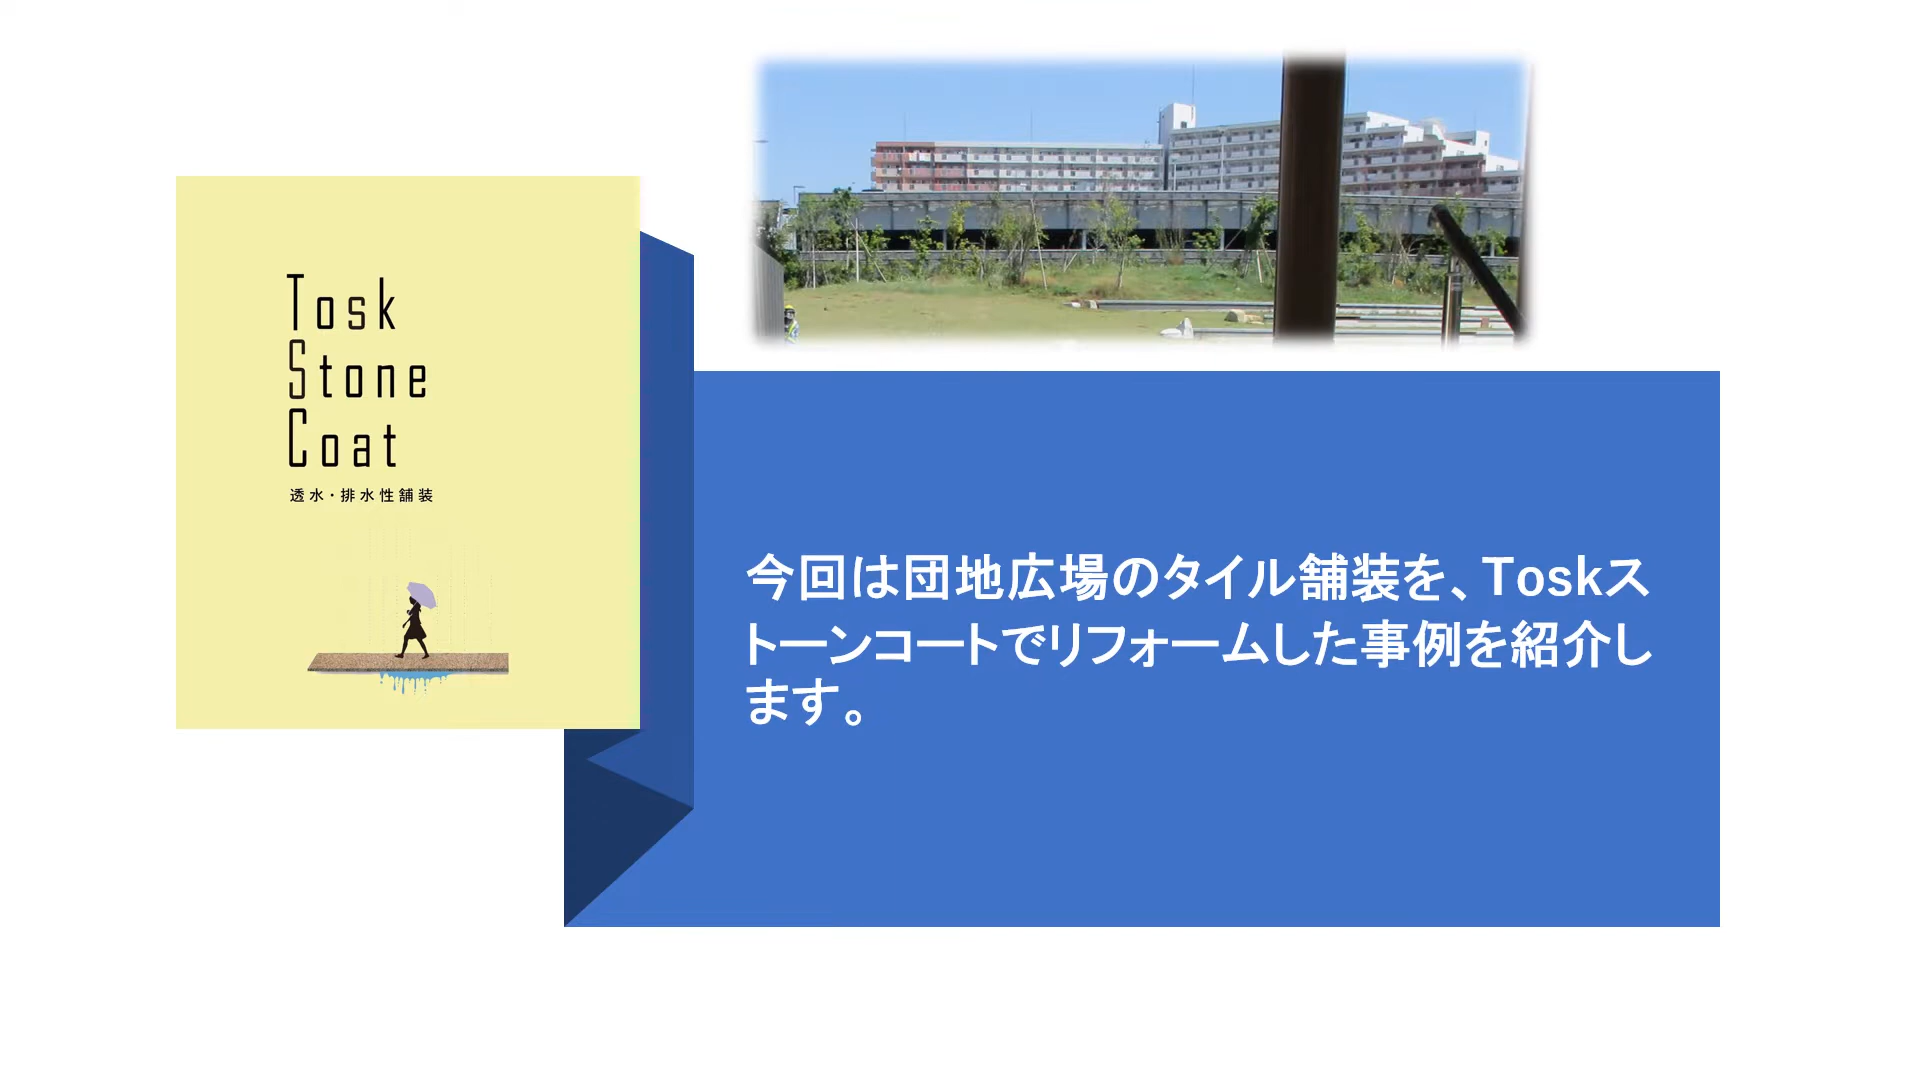 Tosk
Stone
Coat
透水・排水性舗装
今回は団地広場のタイル舗装を、Toskス
トーンコートでリフォームした事例を紹介し
ます。